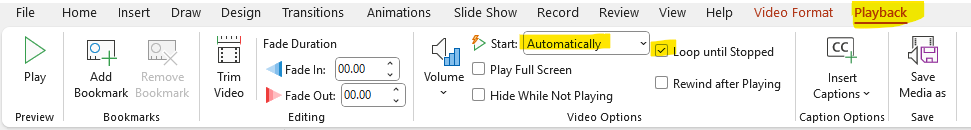 File Home Insert Draw Design Transitions Animations Slide Show Record Review View Help Video Format Playback
Play
Add Bookmark
Remove Bookmark
Bookmarks
Preview
Trim Video
Fade Duration
Fade In: 00.00
Fade Out: 00.00
Editing
Volume
Start: Automatically
Play Full Screen
Hide While Not Playing
Loop until Stopped
Rewind after Playing
Video Options
CC
Insert Captions
Caption Options
Save Media as
Save